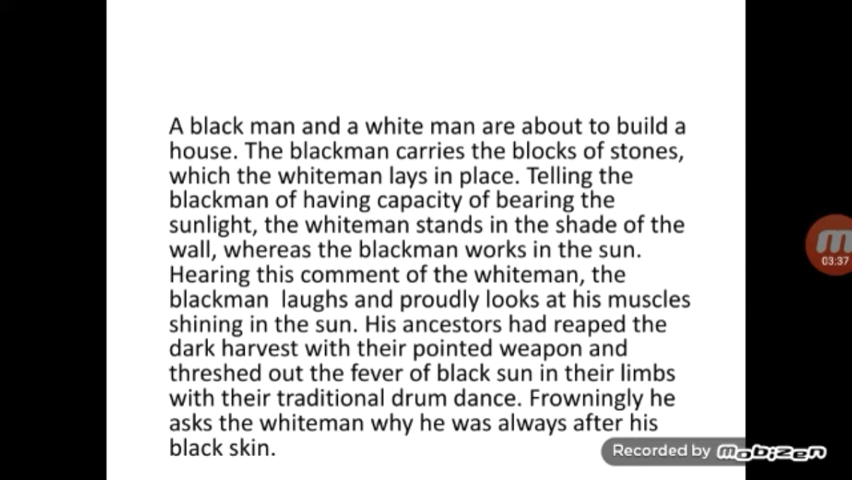 A black man and a white man are about to build a
house. The blackman carries the blocks of stones,
which the whiteman lays in place. Telling the
blackman of having capacity of bearing the
sunlight, the whiteman stands in the shade of the
wall, whereas the blackman works in the sun.
Hearing this comment of the whiteman, the
blackman  laughs and proudly looks at his muscles
shining in the sun. His ancestors had reaped the
dark harvest with their pointed weapon and
threshed out the fever of black sun in their limbs
with their traditional drum dance. Frowningly he
asks the whiteman why he was always after his
black skin.
03:37
Recorded by mobizen